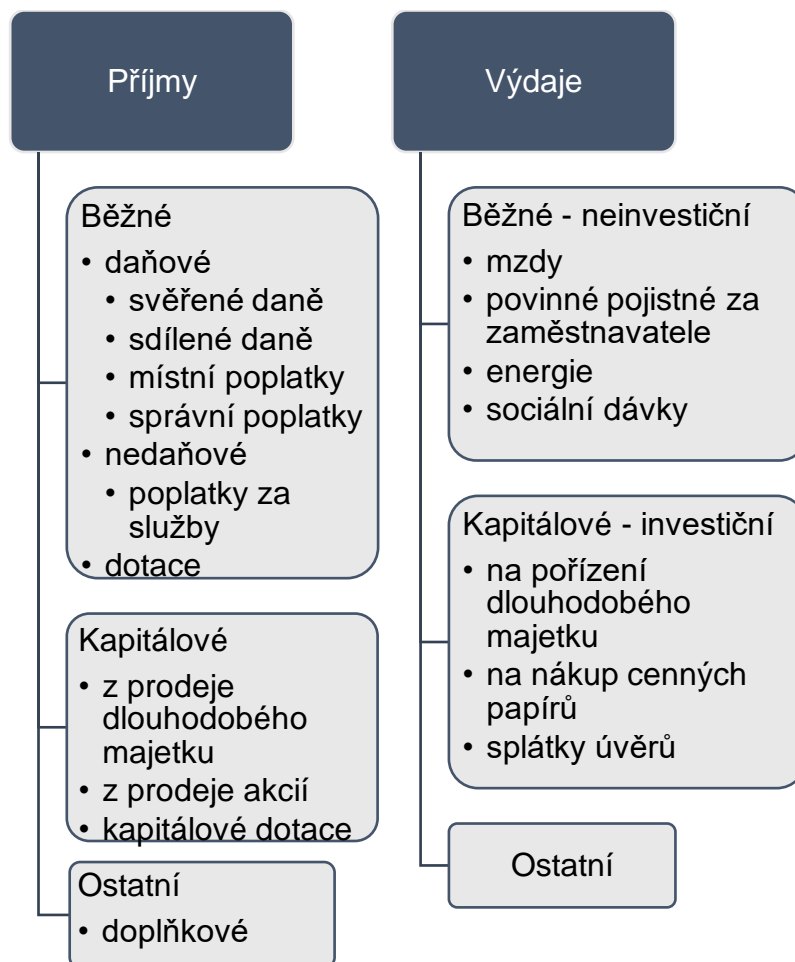 Příjmy
Běžné
• daňové
• svěřené daně
• sdílené daně
• místní poplatky
• správní poplatky
• nedaňové
• poplatky za
služby
• dotace
Kapitálové
• z prodeje
dlouhodobého
majetku
• z prodeje akcií
• kapitálové dotace
Ostatní
• doplňkové
Výdaje
Běžné - neinvestiční
• mzdy
• povinné pojistné za
zaměstnavatele
• energie
• sociální dávky
Kapitálové - investiční
• na pořízení
dlouhodobého
majetku
• na nákup cenných
papírů
• splátky úvěrů
Ostatní